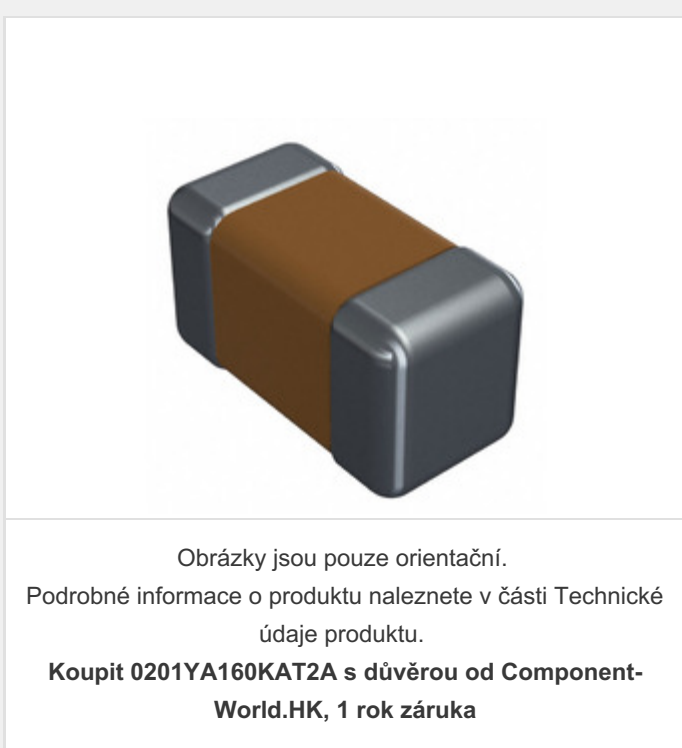 Obrázky jsou pouze orientační.
Podrobné informace o produktu naleznete v části Technické
údaje produktu.
Koupit 0201YA160KAT2A s důvěrou od Component-
World.HK, 1 rok záruka